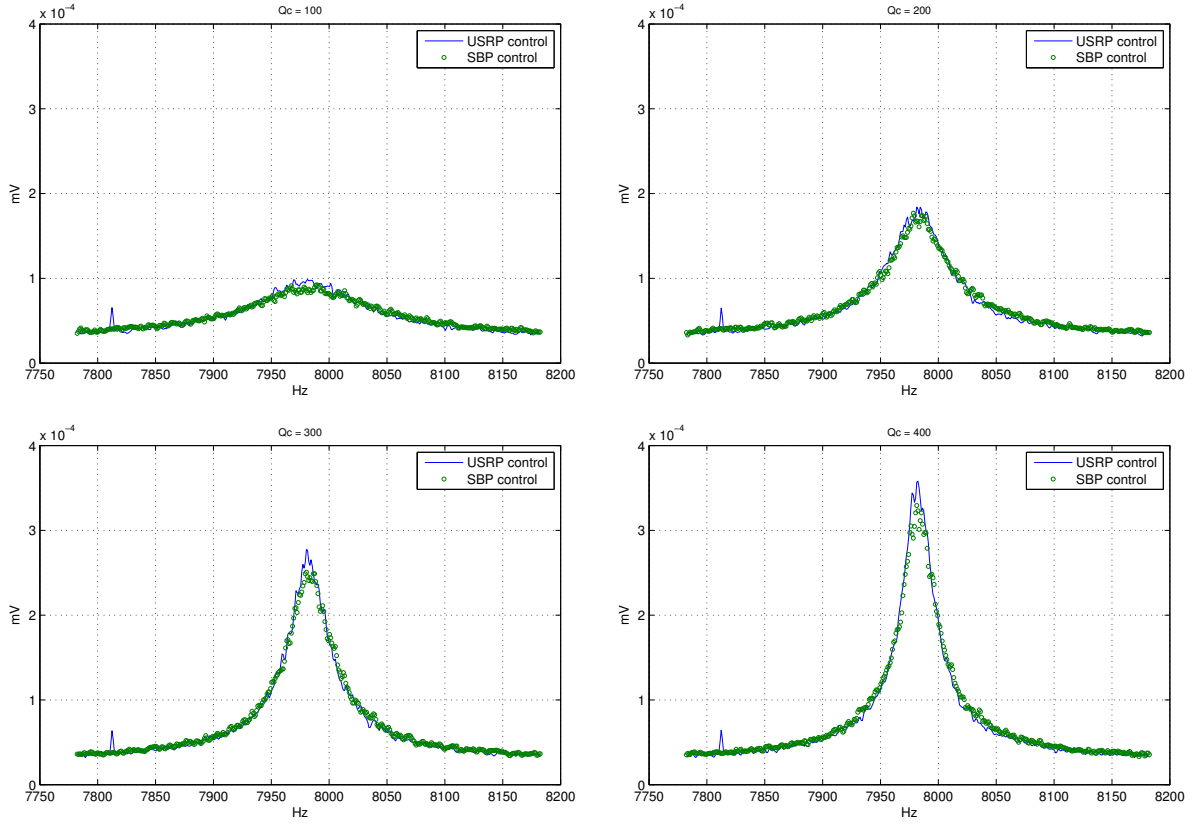 x 10⁻⁴
Qc = 100
4
3
2
1
0
mV
USRP control
SBP control
7750 7800 7850 7900 7950 8000 8050 8100 8150 8200
Hz
x 10⁻⁴
Qc = 200
4
3
2
1
0
mV
USRP control
SBP control
7750 7800 7850 7900 7950 8000 8050 8100 8150 8200
Hz
x 10⁻⁴
Qc = 300
4
3
2
1
0
mV
USRP control
SBP control
7750 7800 7850 7900 7950 8000 8050 8100 8150 8200
Hz
x 10⁻⁴
Qc = 400
4
3
2
1
0
mV
USRP control
SBP control
7750 7800 7850 7900 7950 8000 8050 8100 8150 8200
Hz